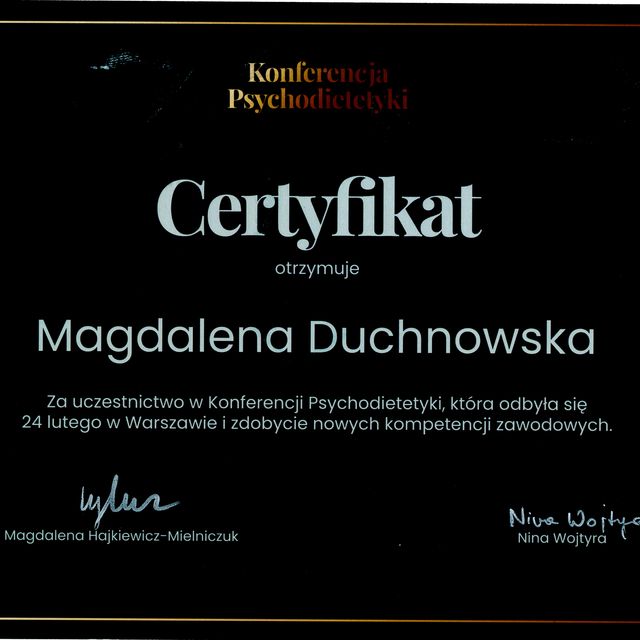 Konferencja
Psychodietetyki
Certyfikat
otrzymuje
Magdalena Duchnowska
Za uczestnictwo w Konferencji Psychodietetyki, która odbyła się
24 lutego w Warszawie i zdobycie nowych kompetencji zawodowych.
Nina Wojtyra
Magdalena Hajkiewicz-Mielniczuk
Nina Wojtyra